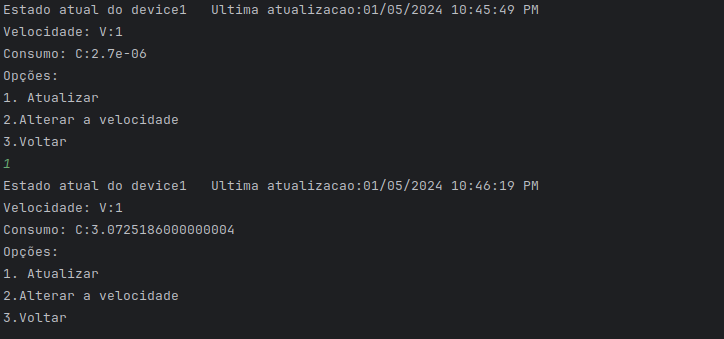 Estado atual do device1   Ultima atualizacao:01/05/2024 10:45:49 PM
Velocidade: V:1
Consumo: C:2.7e-06
Opções:
1. Atualizar
2.Alterar a velocidade
3.Voltar
1
Estado atual do device1   Ultima atualizacao:01/05/2024 10:46:19 PM
Velocidade: V:1
Consumo: C:3.0725186000000004
Opções:
1. Atualizar
2.Alterar a velocidade
3.Voltar